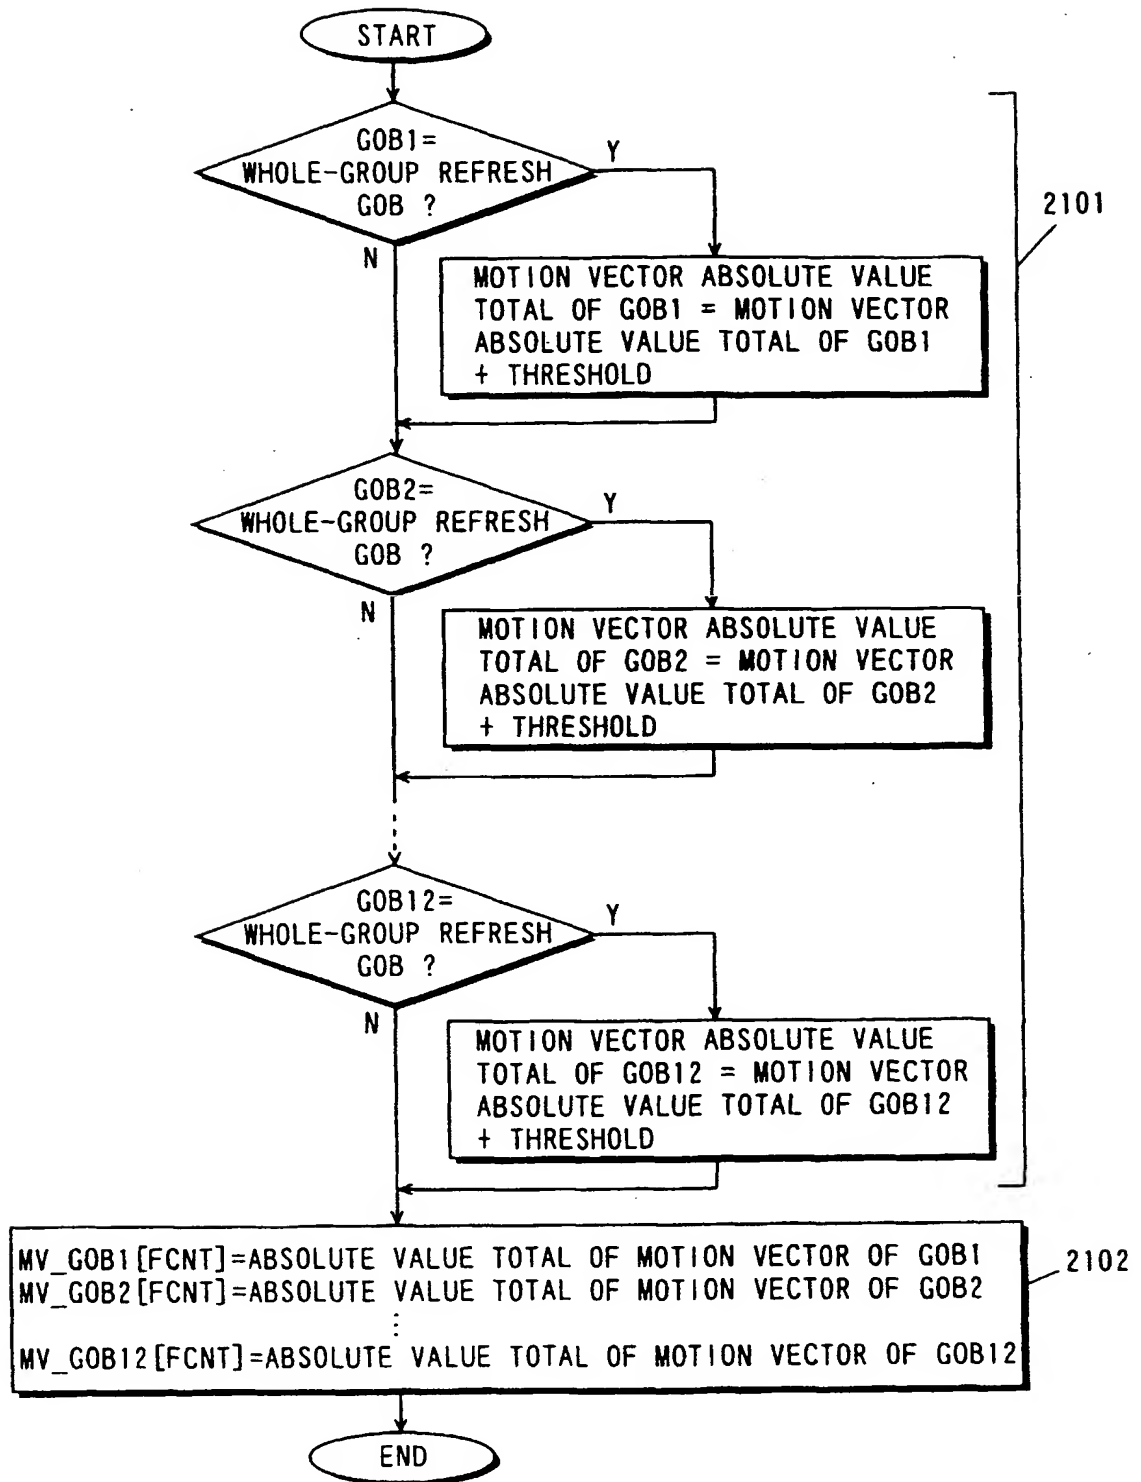 START
GOB1=
WHOLE-GROUP REFRESH
GOB ?
Y
N
2101
MOTION VECTOR ABSOLUTE VALUE
TOTAL OF GOB1 = MOTION VECTOR
ABSOLUTE VALUE TOTAL OF GOB1
+ THRESHOLD
GOB2=
WHOLE-GROUP REFRESH
GOB ?
Y
N
MOTION VECTOR ABSOLUTE VALUE
TOTAL OF GOB2 = MOTION VECTOR
ABSOLUTE VALUE TOTAL OF GOB2
+ THRESHOLD
GOB12=
WHOLE-GROUP REFRESH
GOB ?
Y
N
MOTION VECTOR ABSOLUTE VALUE
TOTAL OF GOB12 = MOTION VECTOR
ABSOLUTE VALUE TOTAL OF GOB12
+ THRESHOLD
MV_GOB1[FCNT]=ABSOLUTE VALUE TOTAL OF MOTION VECTOR OF GOB1
MV_GOB2[FCNT]=ABSOLUTE VALUE TOTAL OF MOTION VECTOR OF GOB2
⋮
MV_GOB12[FCNT]=ABSOLUTE VALUE TOTAL OF MOTION VECTOR OF GOB12
2102
END